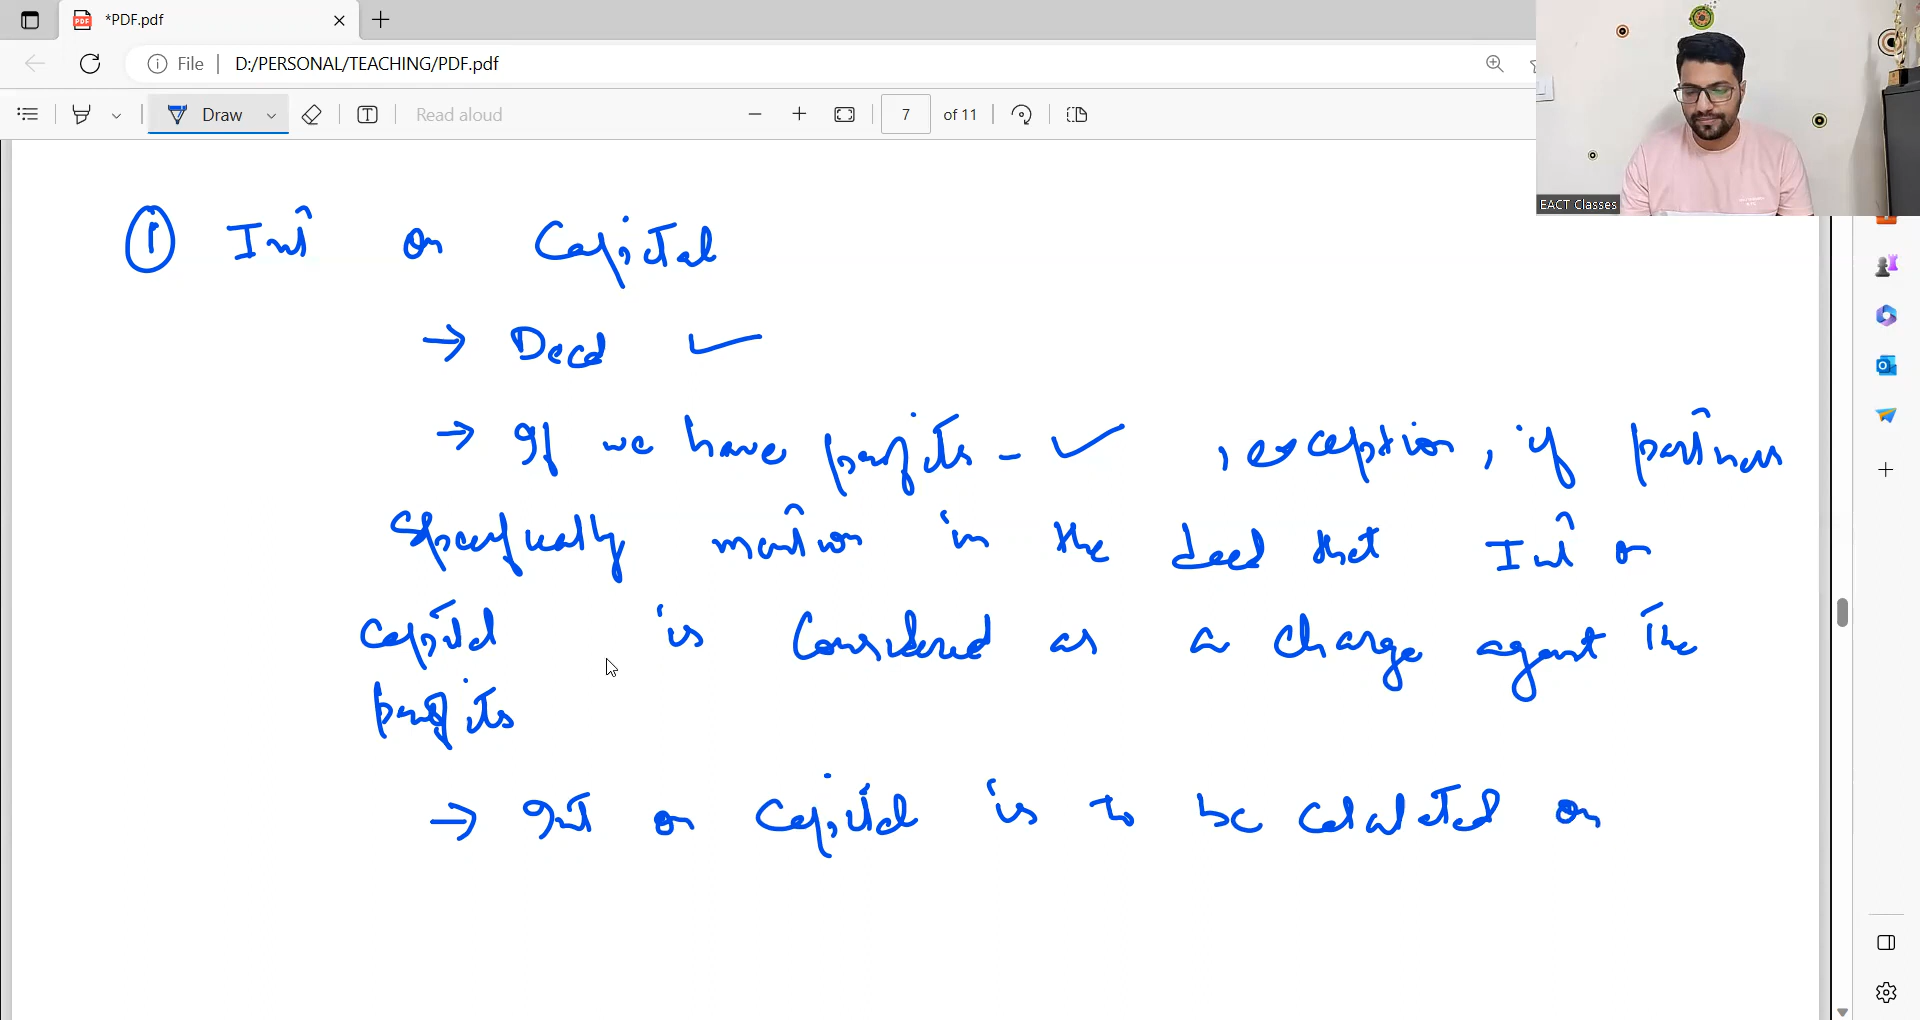 *PDF.pdf
File | D:/PERSONAL/TEACHING/PDF.pdf
Draw Read aloud 7 of 11
EACT Classes
① Int on Capital
→ Deed ✓
→ If we have profits - ✓ , exception, if partners
Specifically mention in the deed that Int on
capital is Considered as a charge against the
profits
→ Int on Capital is to be calculated on